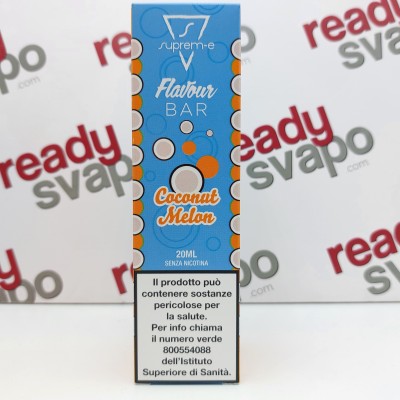 suprem-e
Flavour
BAR
Coconut
Melon
20ML
SENZA NICOTINA
Il prodotto può
contenere sostanze
pericolose per
la salute.
Per info chiama
il numero verde
800554088
dell'Istituto
Superiore di Sanità.
ready
svapo
.com
ready
svapo
.com
ready
svapo
.com
ready
svapo
.com